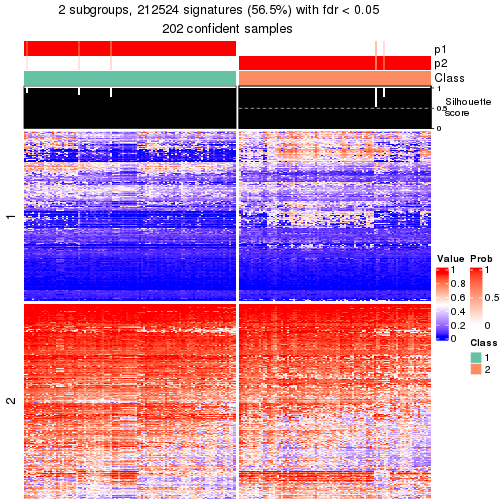 2 subgroups, 212524 signatures (56.5%) with fdr < 0.05
202 confident samples
p1
p2
Class
1
0.5
0
Silhouette
score
1
2
Value
1
0.8
0.6
0.4
0.2
0
Prob
1
0.5
0
Class
1
2